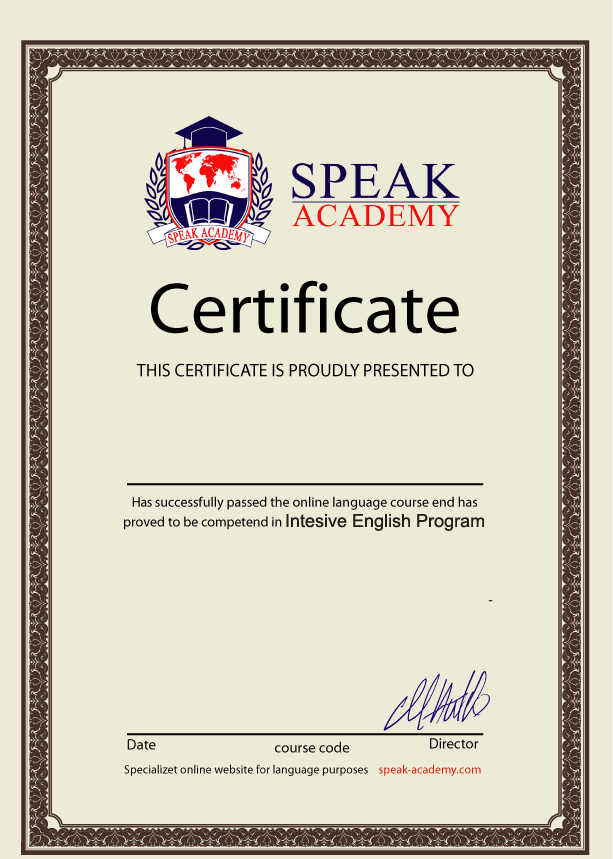 SPEAK ACADEMY
SPEAK
ACADEMY
Certificate
THIS CERTIFICATE IS PROUDLY PRESENTED TO
Has successfully passed the online language course end has
proved to be competend in Intesive English Program
-
Date course code Director
Specializet online website for language purposes speak-academy.com